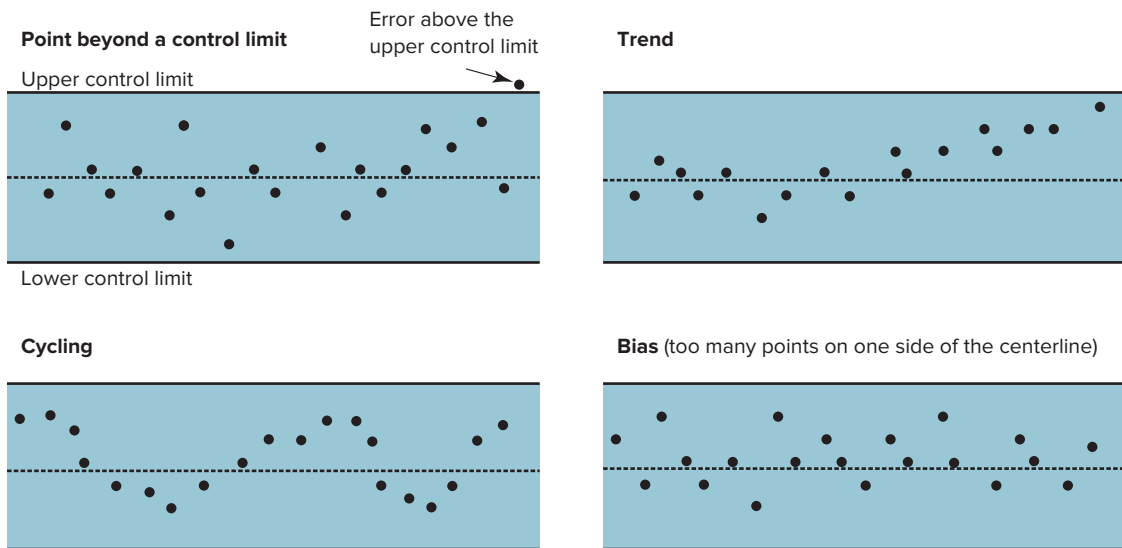 Point beyond a control limit
Error above the
upper control limit
Upper control limit
Lower control limit
Trend
Cycling
Bias (too many points on one side of the centerline)